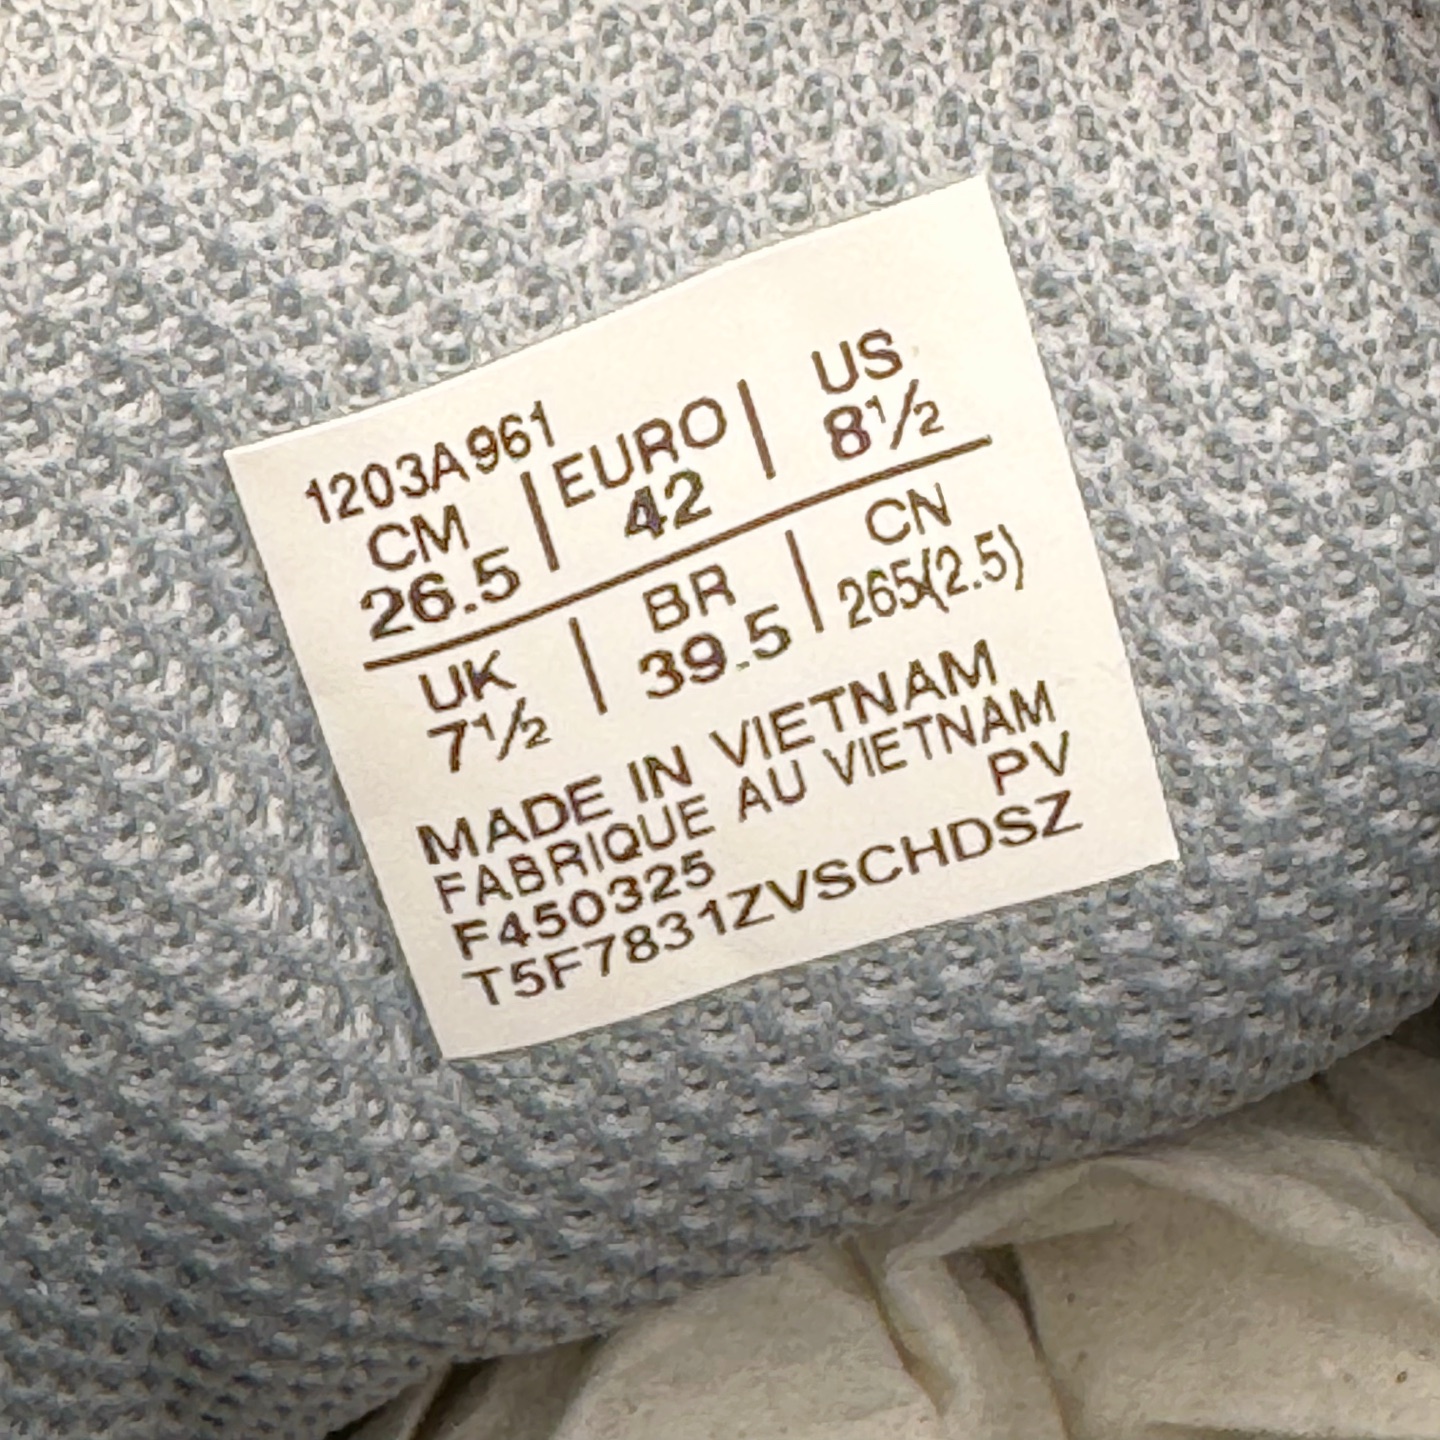 1203A961
CM | EURO | US
26.5 | 42 | 8½
UK | BR | CN
7½ | 39.5 | 265(2.5)
MADE IN VIETNAM
FABRIQUE AU VIETNAM
F450325 PV
T5F7831ZVSCHDSZ